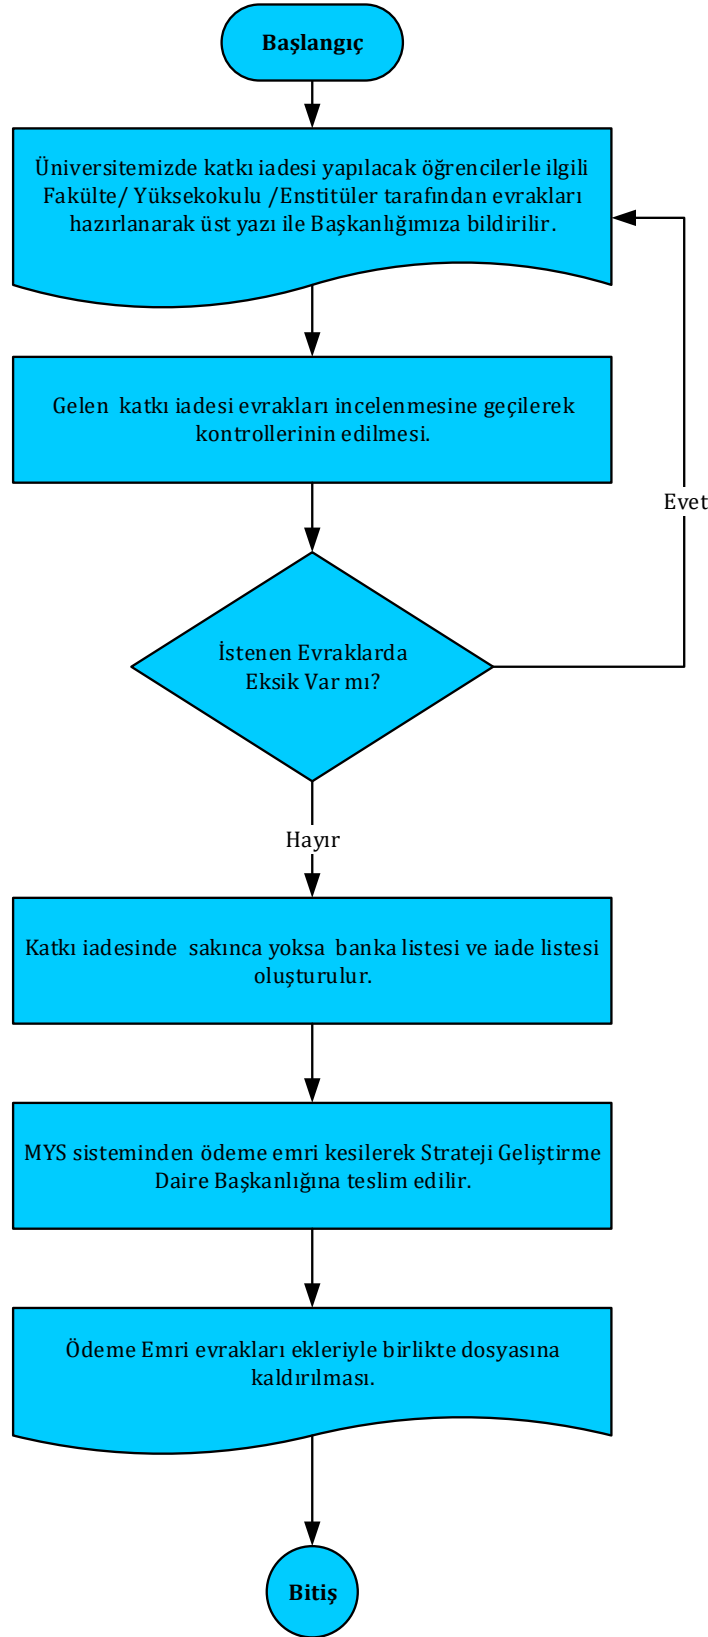 Başlangıç
Üniversitemizde katkı iadesi yapılacak öğrencilerle ilgili
Fakülte/ Yüksekokulu /Enstitüler tarafından evrakları
hazırlanarak üst yazı ile Başkanlığımıza bildirilir.
Gelen katkı iadesi evrakları incelenmesine geçilerek
kontrollerinin edilmesi.
Evet
İstenen Evraklarda
Eksik Var mı?
Hayır
Katkı iadesinde sakınca yoksa banka listesi ve iade listesi
oluşturulur.
MYS sisteminden ödeme emri kesilerek Strateji Geliştirme
Daire Başkanlığına teslim edilir.
Ödeme Emri evrakları ekleriyle birlikte dosyasına
kaldırılması.
Bitiş